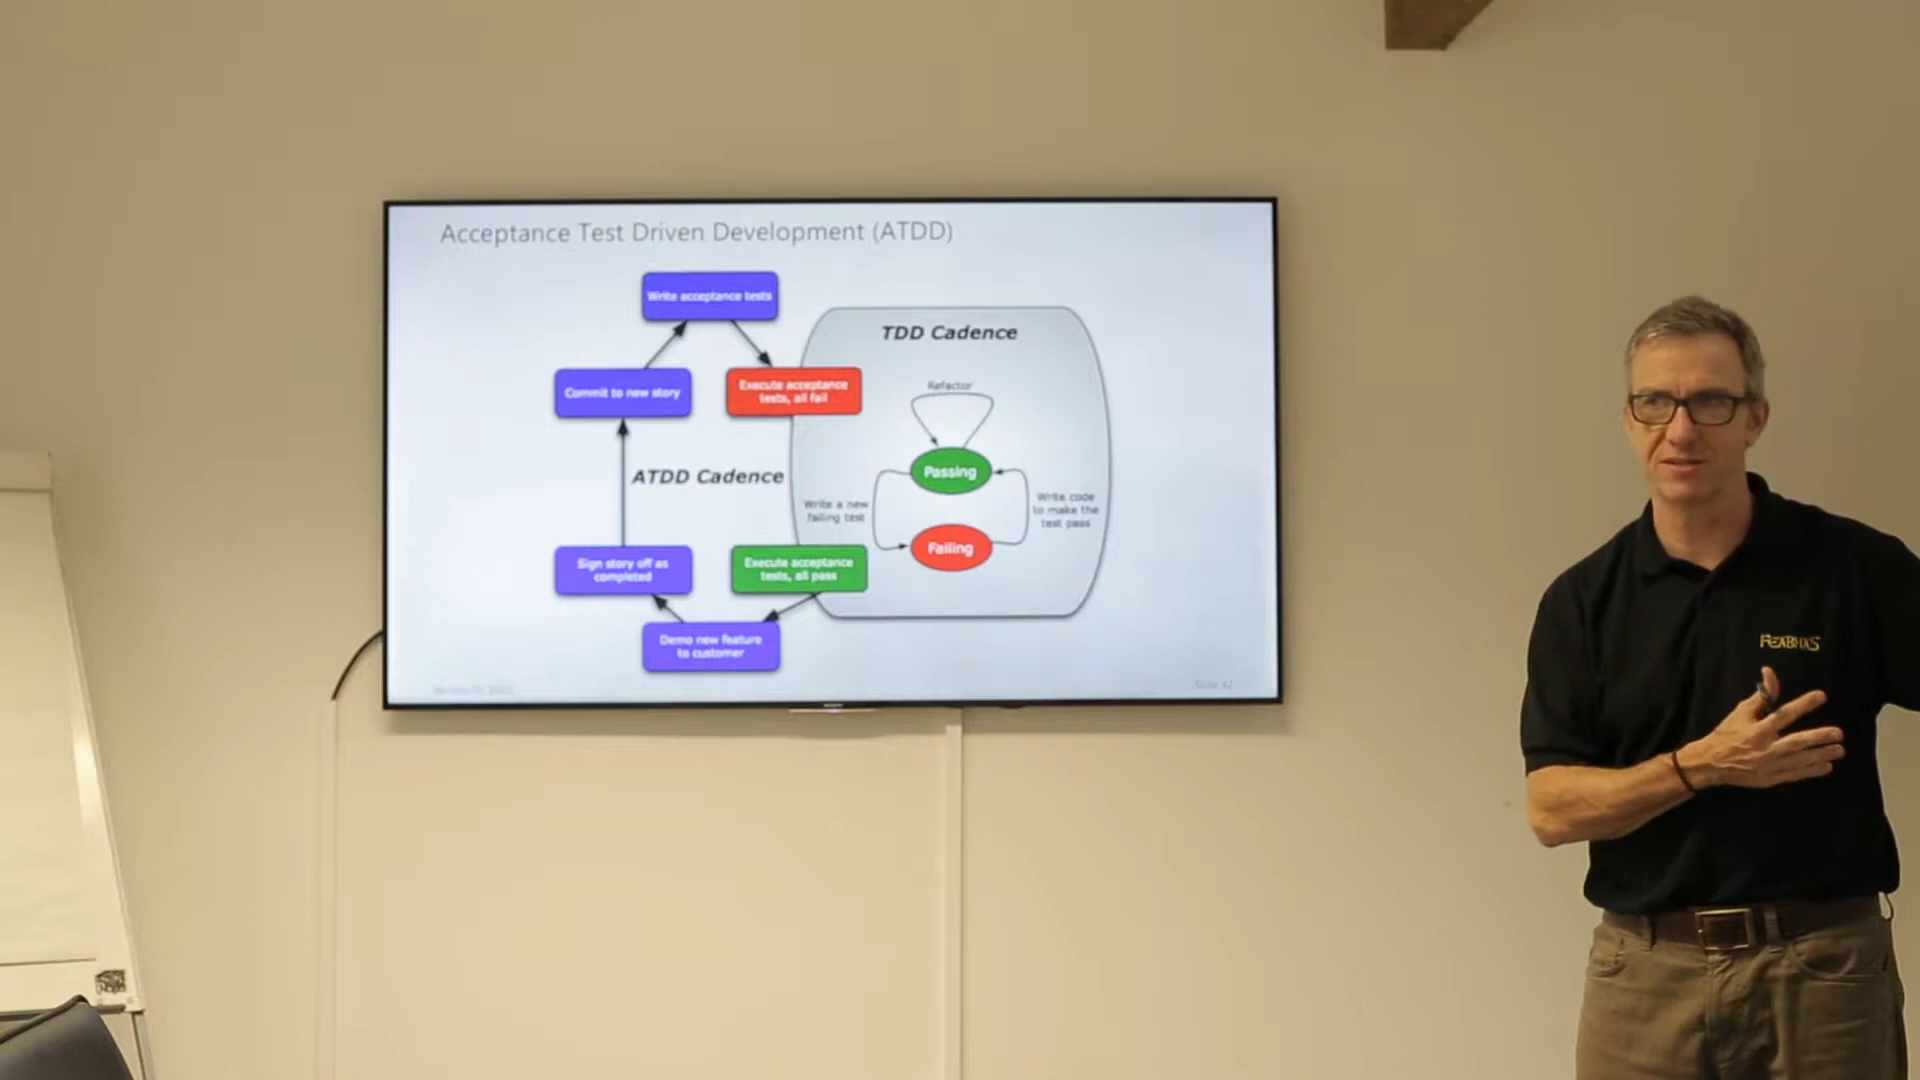 Acceptance Test Driven Development (ATDD)
Write acceptance tests
TDD Cadence
Commit to new story
Execute acceptance
tests, all fail
Refactor
ATDD Cadence
Passing
Write a new
failing test
Write code
to make the
test pass
Failing
Sign story off as
completed
Execute acceptance
tests, all pass
Demo new feature
to customer
Slide 42
FEABHAS